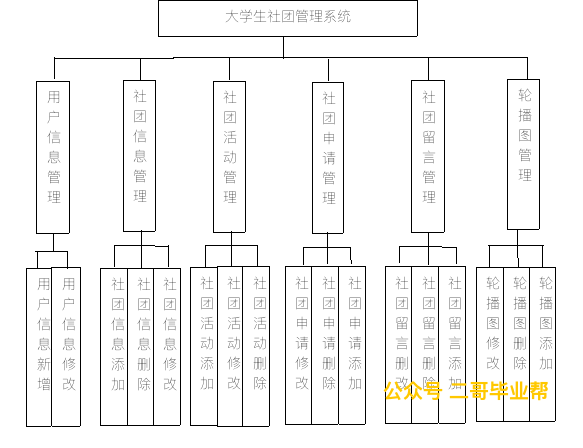 大学生社团管理系统
用户信息管理
社团信息管理
社团活动管理
社团申请管理
社团留言管理
轮播图管理
用户信息新增
用户信息修改
社团信息添加
社团信息删除
社团信息修改
社团活动添加
社团活动修改
社团活动删除
社团申请修改
社团申请删除
社团申请添加
社团留言删改
社团留言删除
社团留言添加
轮播图修改
轮播图删除
轮播图添加
公众号 二哥毕业帮